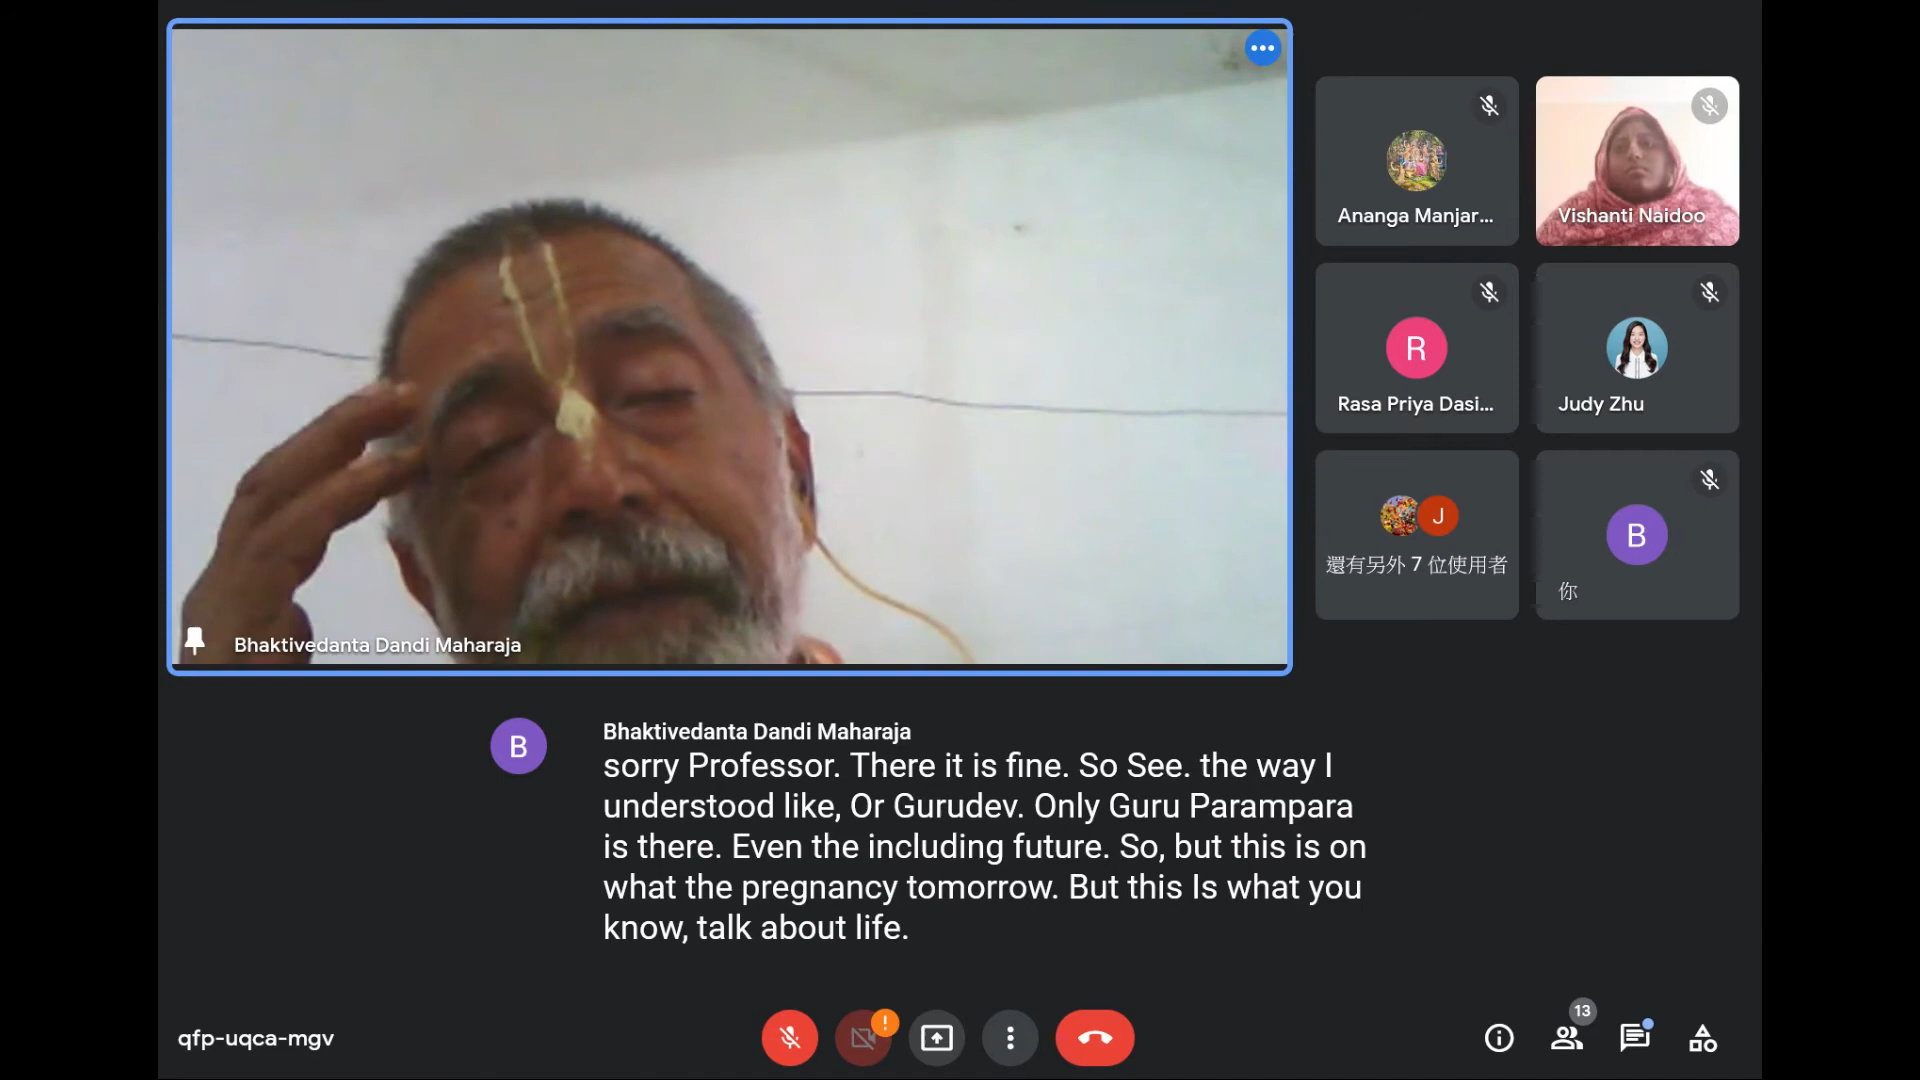 Bhaktivedanta Dandi Maharaja
Ananga Manjar...
Vishanti Naidoo
R
Rasa Priya Dasi...
Judy Zhu
J
還有另外 7 位使用者
B
你
B
Bhaktivedanta Dandi Maharaja
sorry Professor. There it is fine. So See. the way I
understood like, Or Gurudev. Only Guru Parampara
is there. Even the including future. So, but this is on
what the pregnancy tomorrow. But this Is what you
know, talk about life.
qfp-uqca-mgv
!
13